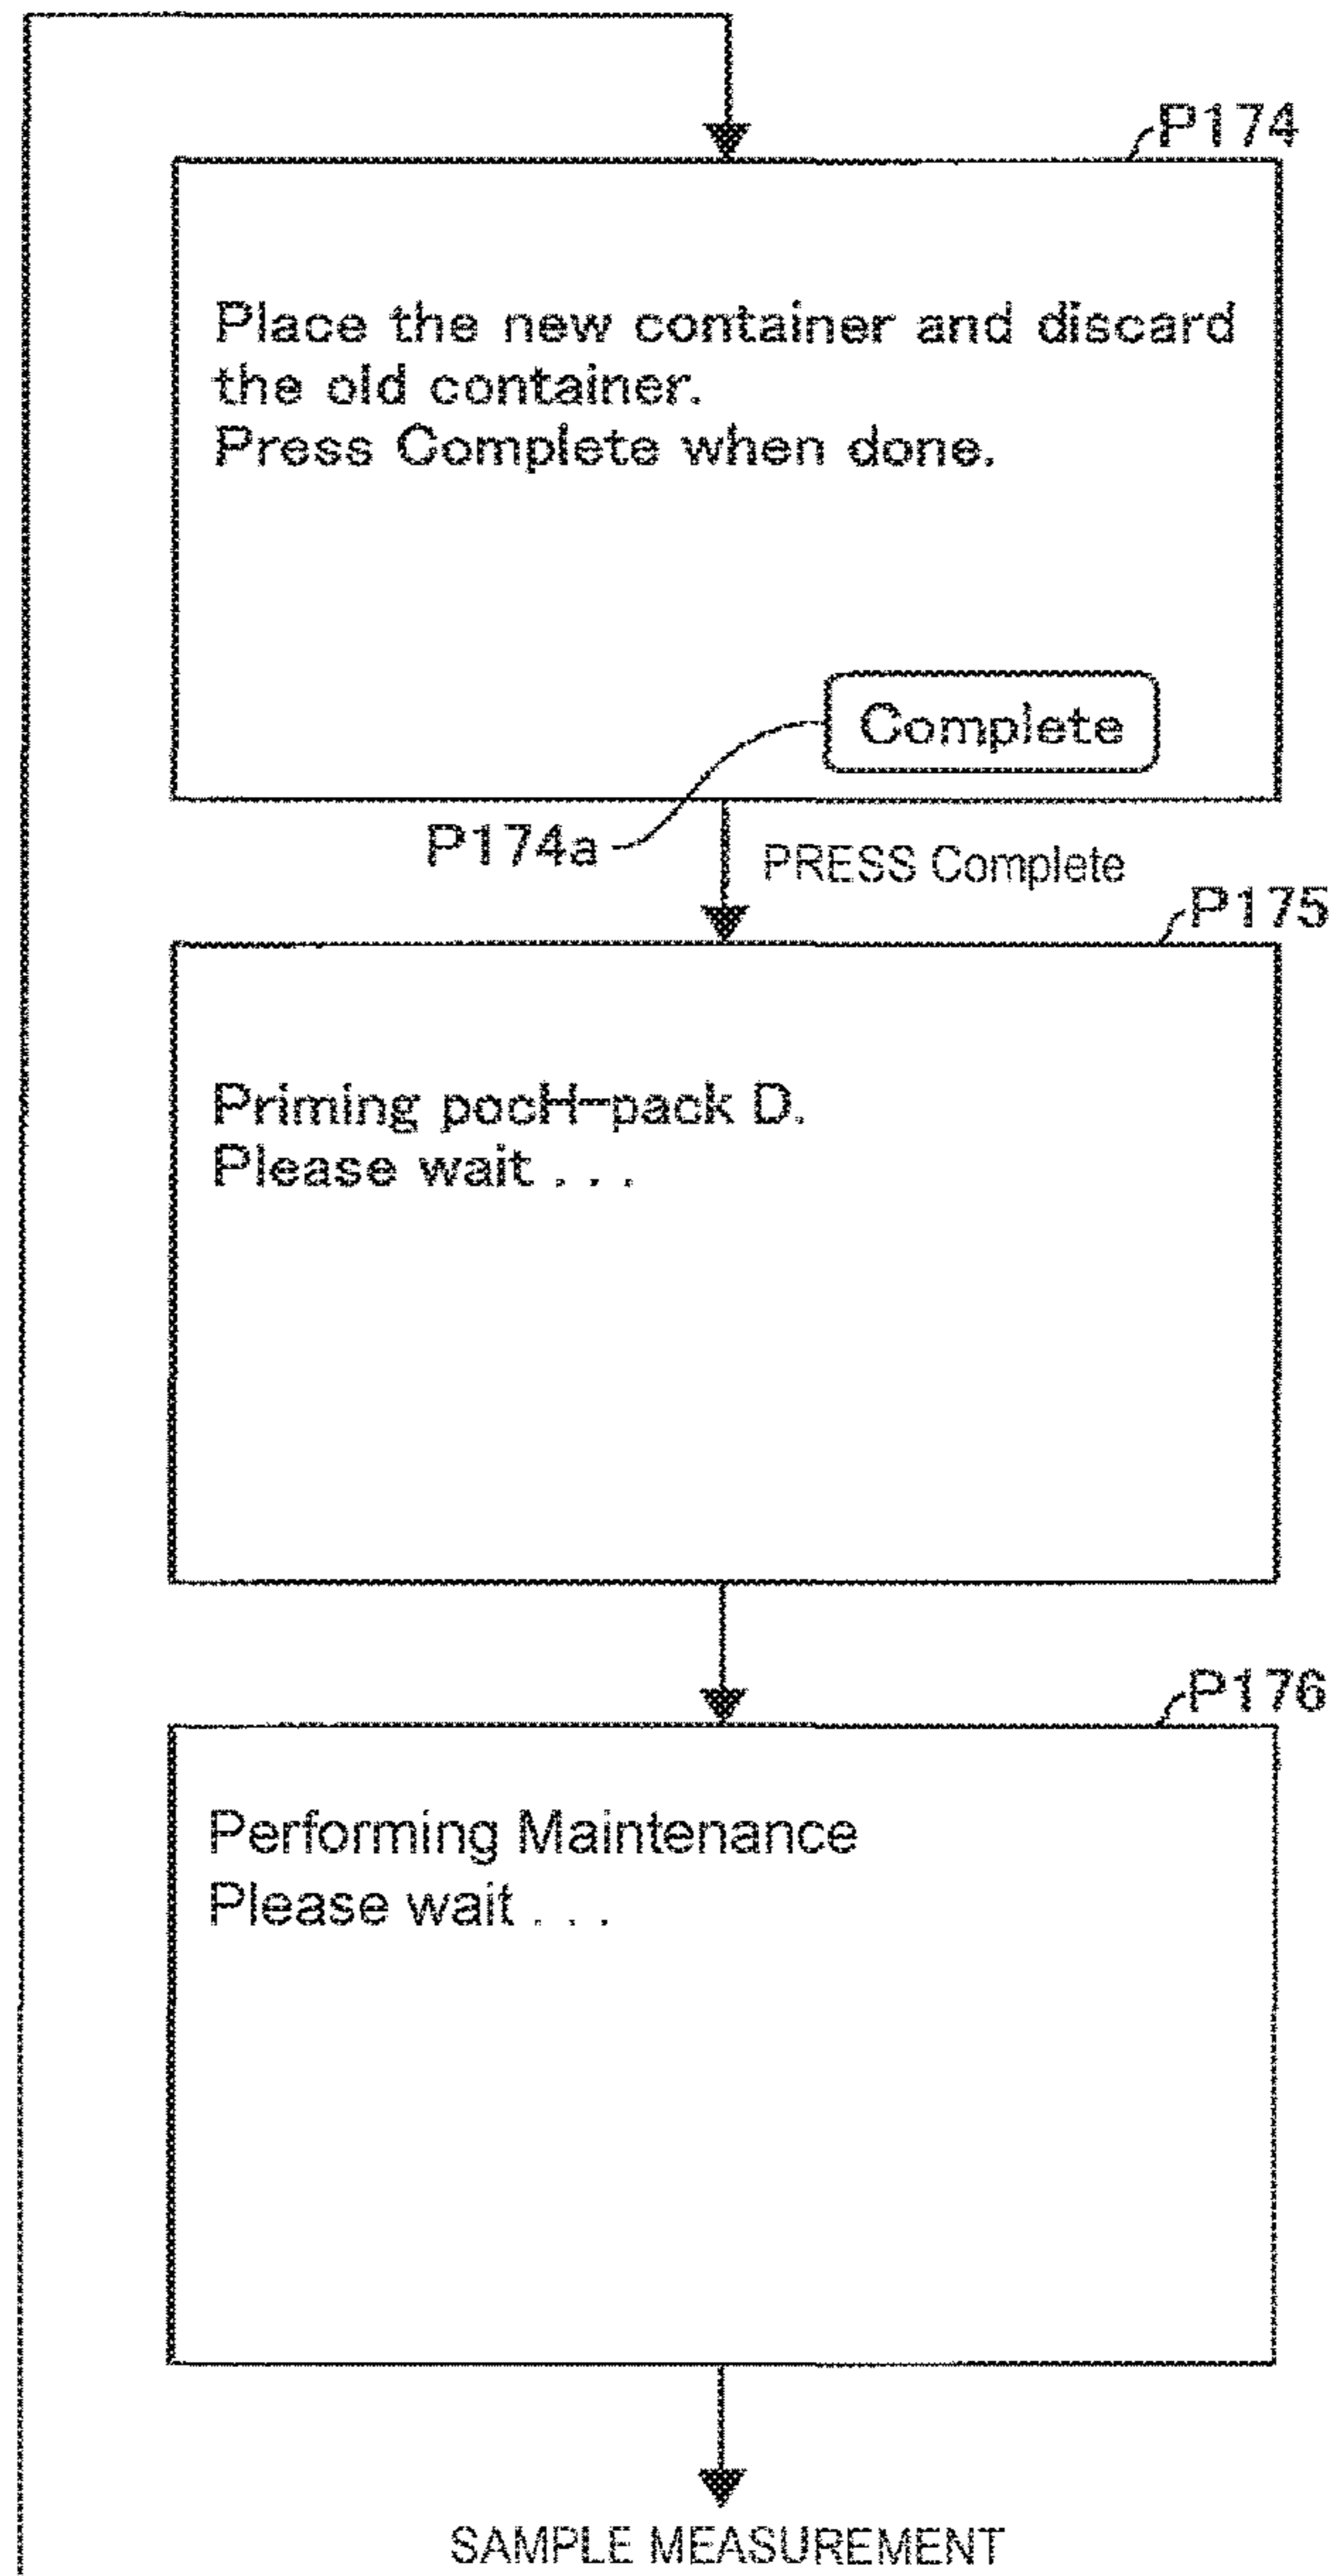 P174
Place the new container and discard
the old container.
Press Complete when done.
Complete
P174a
PRESS Complete
P175
Priming pocH-pack D.
Please wait . . .
P176
Performing Maintenance
Please wait . . .
SAMPLE MEASUREMENT